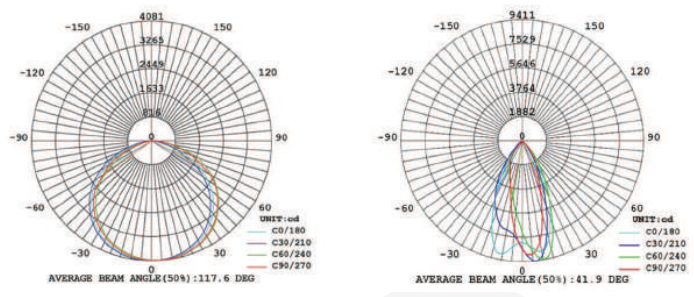 4081
-/+180
3265
2449
1633
816
0
-150
150
-120
120
-90
90
-60
60
-30
30
0
UNIT:cd
C0/180
C30/210
C60/240
C90/270
AVERAGE BEAM ANGLE(50%):117.6 DEG
9411
7529
5646
3764
1882
0
-150
150
-120
120
-90
90
-60
60
-30
30
0
UNIT:cd
C0/180
C30/210
C60/240
C90/270
AVERAGE BEAM ANGLE(50%):41.9 DEG